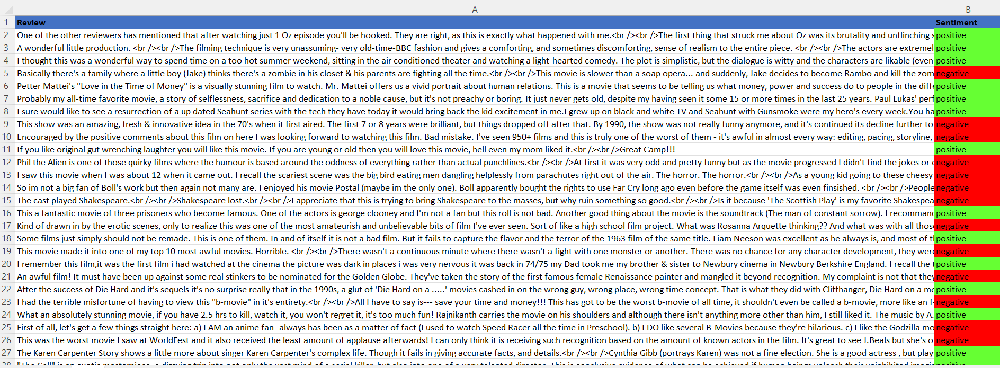 A B
1 Review Sentiment
2 One of the other reviewers has mentioned that after watching just 1 Oz episode you'll be hooked. They are right, as this is exactly what happened with me.<br /><br />The first thing that struck me about Oz was its brutality and unflinching s positive
3 A wonderful little production. <br /><br />The filming technique is very unassuming- very old-time-BBC fashion and gives a comforting, and sometimes discomforting, sense of realism to the entire piece. <br /><br />The actors are extremel positive
4 I thought this was a wonderful way to spend time on a too hot summer weekend, sitting in the air conditioned theater and watching a light-hearted comedy. The plot is simplistic, but the dialogue is witty and the characters are likable (even positive
5 Basically there's a family where a little boy (Jake) thinks there's a zombie in his closet & his parents are fighting all the time.<br /><br />This movie is slower than a soap opera... and suddenly, Jake decides to become Rambo and kill the zom negative
6 Petter Mattei's "Love in the Time of Money" is a visually stunning film to watch. Mr. Mattei offers us a vivid portrait about human relations. This is a movie that seems to be telling us what money, power and success do to people in the diffe positive
7 Probably my all-time favorite movie, a story of selflessness, sacrifice and dedication to a noble cause, but it's not preachy or boring. It just never gets old, despite my having seen it some 15 or more times in the last 25 years. Paul Lukas' perf positive
8 I sure would like to see a resurrection of a up dated Seahunt series with the tech they have today it would bring back the kid excitement in me.I grew up on black and white TV and Seahunt with Gunsmoke were my hero's every week.You ha positive
9 This show was an amazing, fresh & innovative idea in the 70's when it first aired. The first 7 or 8 years were brilliant, but things dropped off after that. By 1990, the show was not really funny anymore, and it's continued its decline further to negative
10 Encouraged by the positive comments about this film on here I was looking forward to watching this film. Bad mistake. I've seen 950+ films and this is truly one of the worst of them - it's awful in almost every way: editing, pacing, storyline, negative
11 If you like original gut wrenching laughter you will like this movie. If you are young or old then you will love this movie, hell even my mom liked it.<br /><br />Great Camp!!! positive
12 Phil the Alien is one of those quirky films where the humour is based around the oddness of everything rather than actual punchlines.<br /><br />At first it was very odd and pretty funny but as the movie progressed I didn't find the jokes or negative
13 I saw this movie when I was about 12 when it came out. I recall the scariest scene was the big bird eating men dangling helplessly from parachutes right out of the air. The horror. The horror.<br /><br />As a young kid going to these cheesy negative
14 So im not a big fan of Boll's work but then again not many are. I enjoyed his movie Postal (maybe im the only one). Boll apparently bought the rights to use Far Cry long ago even before the game itself was even finsished. <br /><br />People negative
15 The cast played Shakespeare.<br /><br />Shakespeare lost.<br /><br />I appreciate that this is trying to bring Shakespeare to the masses, but why ruin something so good.<br /><br />Is it because 'The Scottish Play' is my favorite Shakespea negative
16 This a fantastic movie of three prisoners who become famous. One of the actors is george clooney and I'm not a fan but this roll is not bad. Another good thing about the movie is the soundtrack (The man of constant sorrow). I recommand positive
17 Kind of drawn in by the erotic scenes, only to realize this was one of the most amateurish and unbelievable bits of film I've ever seen. Sort of like a high school film project. What was Rosanna Arquette thinking?? And what was with all thos negative
18 Some films just simply should not be remade. This is one of them. In and of itself it is not a bad film. But it fails to capture the flavor and the terror of the 1963 film of the same title. Liam Neeson was excellent as he always is, and most of tl positive
19 This movie made it into one of my top 10 most awful movies. Horrible. <br /><br />There wasn't a continuous minute where there wasn't a fight with one monster or another. There was no chance for any character development, they were negative
20 I remember this film,it was the first film i had watched at the cinema the picture was dark in places i was very nervous it was back in 74/75 my Dad took me my brother & sister to Newbury cinema in Newbury Berkshire England. I recall the positive
21 An awful film! It must have been up against some real stinkers to be nominated for the Golden Globe. They've taken the story of the first famous female Renaissance painter and mangled it beyond recognition. My complaint is not that they negative
22 After the success of Die Hard and it's sequels it's no surprise really that in the 1990s, a glut of 'Die Hard on a .....' movies cashed in on the wrong guy, wrong place, wrong time concept. That is what they did with Cliffhanger, Die Hard on a mo positive
23 I had the terrible misfortune of having to view this "b-movie" in it's entirety.<br /><br />All I have to say is--- save your time and money!!! This has got to be the worst b-movie of all time, it shouldn't even be called a b-movie, more like an f- negative
24 What an absolutely stunning movie, if you have 2.5 hrs to kill, watch it, you won't regret it, it's too much fun! Rajnikanth carries the movie on his shoulders and although there isn't anything more other than him, I still liked it. The music by A. positive
25 First of all, let's get a few things straight here: a) I AM an anime fan- always has been as a matter of fact (I used to watch Speed Racer all the time in Preschool). b) I DO like several B-Movies because they're hilarious. c) I like the Godzilla mo negative
26 This was the worst movie I saw at WorldFest and it also received the least amount of applause afterwards! I can only think it is receiving such recognition based on the amount of known actors in the film. It's great to see J.Beals but she's o negative
27 The Karen Carpenter Story shows a little more about singer Karen Carpenter's complex life. Though it fails in giving accurate facts, and details.<br /><br />Cynthia Gibb (portrays Karen) was not a fine election. She is a good actress , but play positive